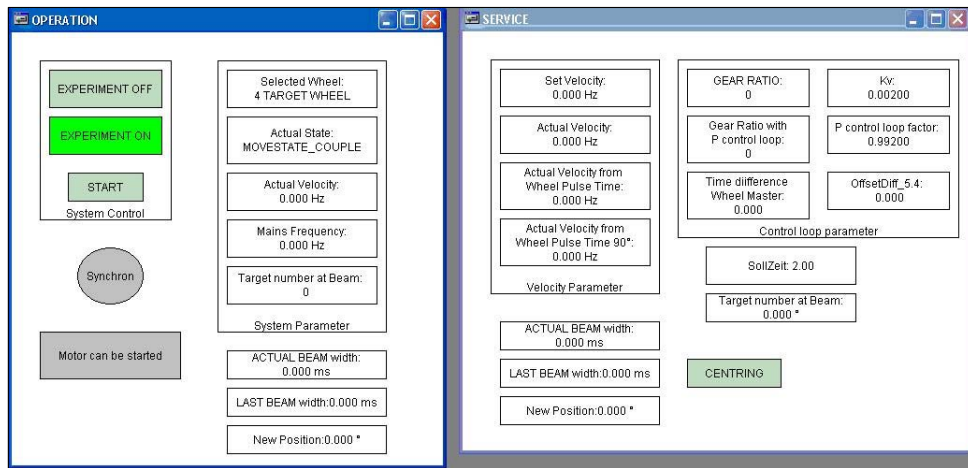 OPERATION
EXPERIMENT OFF
EXPERIMENT ON
START
System Control
Synchron
Motor can be started
Selected Wheel:
4 TARGET WHEEL
Actual State:
MOVESTATE_COUPLE
Actual Velocity:
0.000 Hz
Mains Frequency:
0.000 Hz
Target number at Beam:
0
System Parameter
ACTUAL BEAM width:
0.000 ms
LAST BEAM width:0.000 ms
New Position:0.000 °
SERVICE
Set Velocity:
0.000 Hz
Actual Velocity:
0.000 Hz
Actual Velocity from
Wheel Pulse Time:
0.000 Hz
Actual Velocity from
Wheel Pulse Time 90°:
0.000 Hz
Velocity Parameter
ACTUAL BEAM width:
0.000 ms
LAST BEAM width:0.000 ms
New Position:0.000 °
GEAR RATIO:
0
Gear Ratio with
P control loop:
0
Time diifference
Wheel Master:
0.000
Kv:
0.00200
P control loop factor:
0.99200
OffsetDiff_5.4:
0.000
Control loop parameter
SollZeit: 2.00
Target number at Beam:
0.000 °
CENTRING